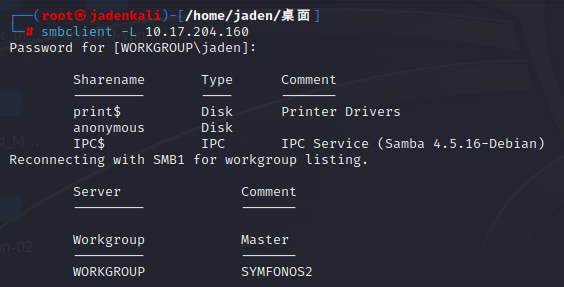 ┌──(root㉿jadenkali)-[/home/jaden/桌面]
└─# smbclient -L 10.17.204.160
Password for [WORKGROUP\jaden]:
Sharename Type Comment
--------- ---- -------
print$ Disk Printer Drivers
anonymous Disk
IPC$ IPC IPC Service (Samba 4.5.16-Debian)
Reconnecting with SMB1 for workgroup listing.
Server Comment
--------- -------
Workgroup Master
--------- -------
WORKGROUP SYMFONOS2